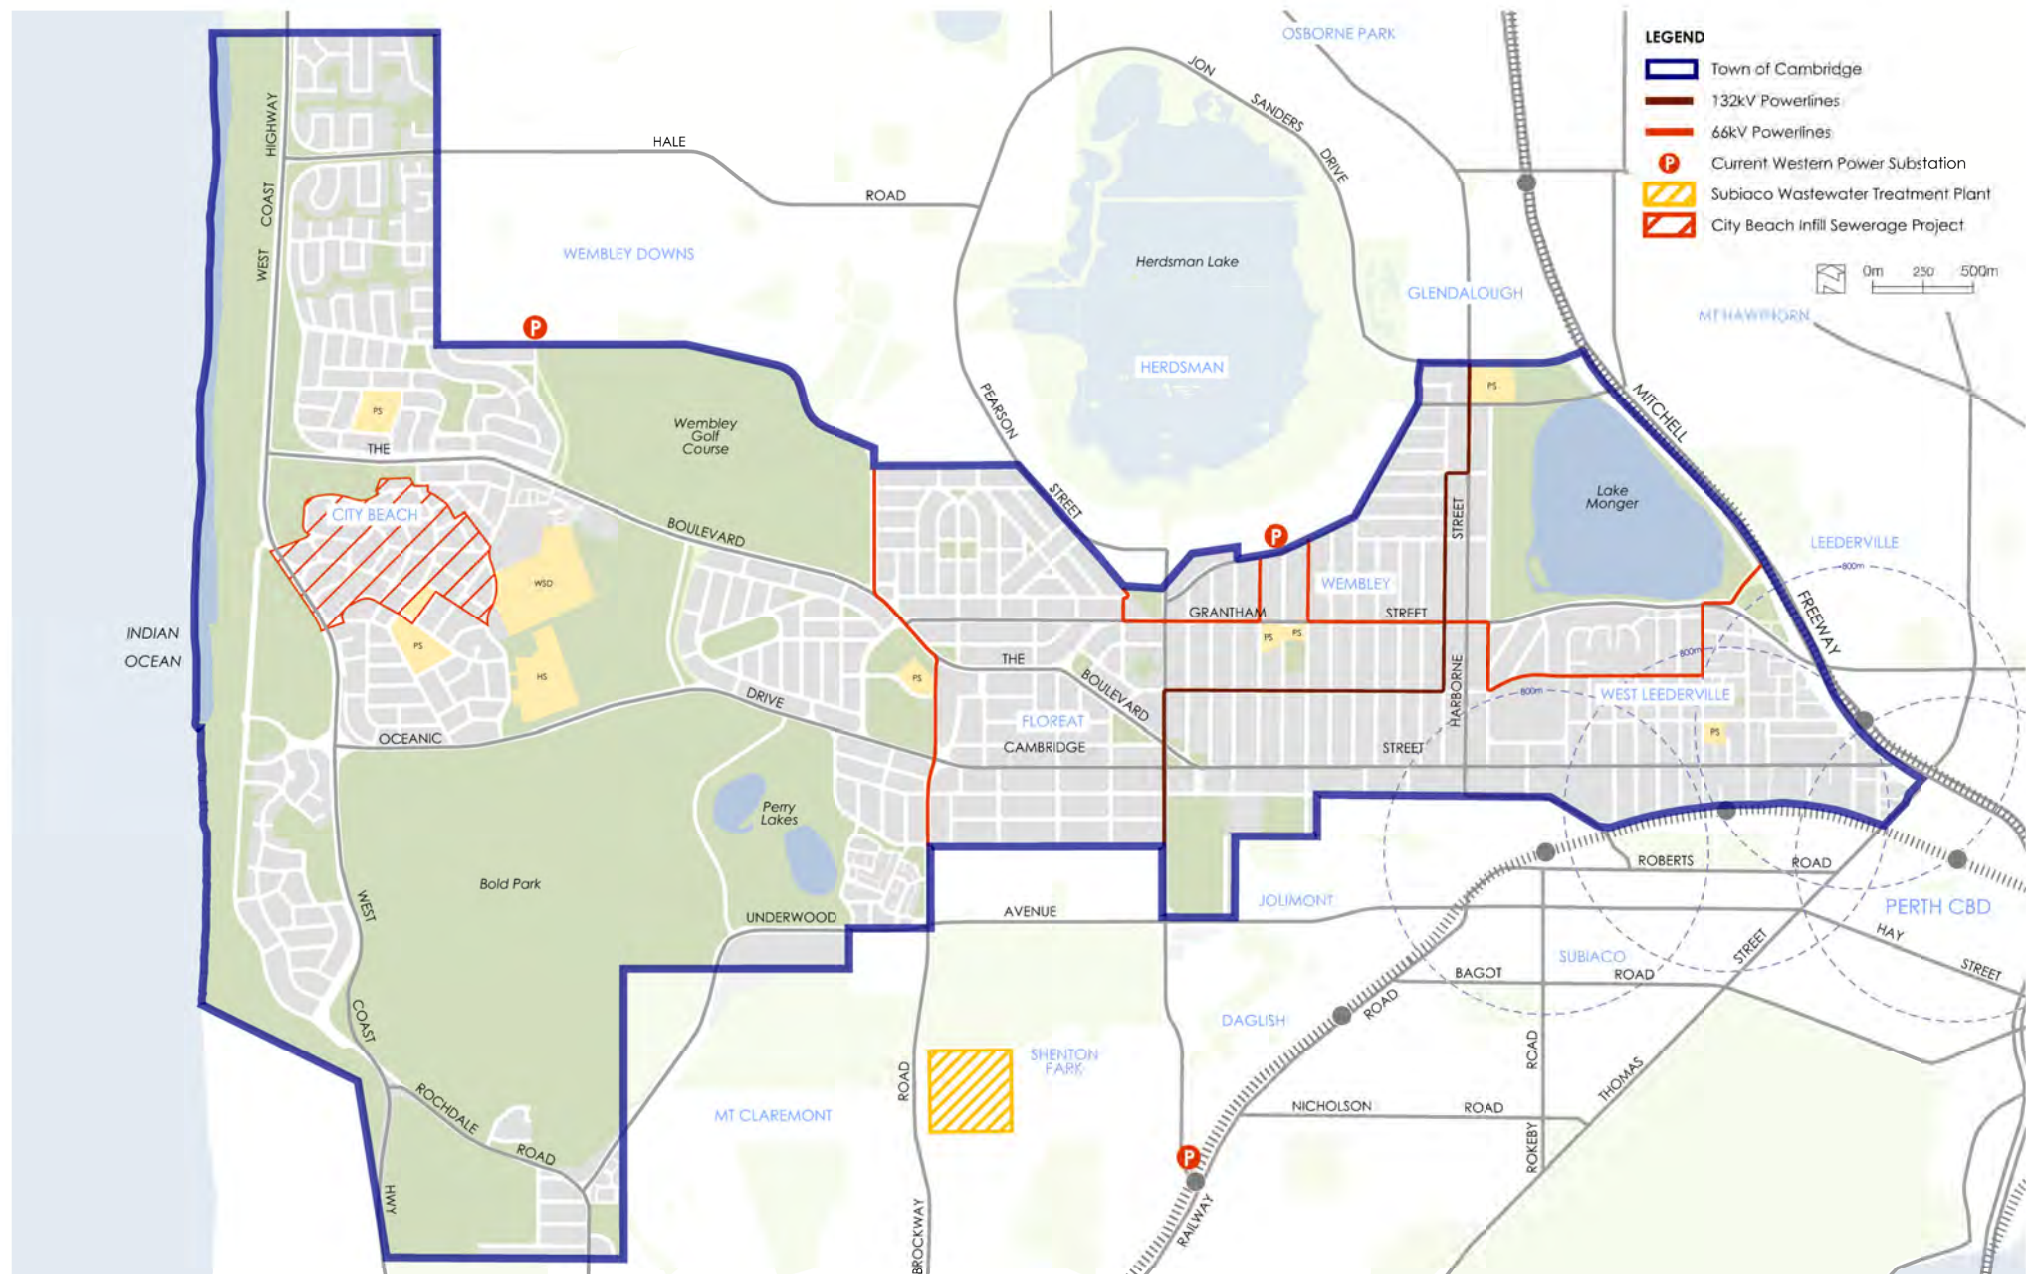 OSBORNE PARK
LEGEND
Town of Cambridge
132kV Powerlines
66kV Powerlines
P
Current Western Power Substation
Subiaco Wastewater Treatment Plant
City Beach Infill Sewerage Project
0m 250 500m
JON
SANDERS
DRIVE
HALE
ROAD
WEST COAST HIGHWAY
WEMBLEY DOWNS
Herdsman Lake
GLENDALOUGH
MT HAWTHORN
P
HERDSMAN
PS
PS
PEARSON
STREET
MITCHELL
FREEWAY
Wembley
Golf
Course
THE
BOULEVARD
CITY BEACH
Lake
Monger
STREET
HARBORNE
P
LEEDERVILLE
800m
WSD
WEMBLEY
GRANTHAM
STREET
PS
PS
INDIAN
OCEAN
PS
HS
PS
THE
BOULEVARD
800m
800m
WEST LEEDERVILLE
DRIVE
OCEANIC
FLOREAT
CAMBRIDGE
STREET
PS
Perry
Lakes
Bold Park
ROBERTS
ROAD
UNDERWOOD
AVENUE
JOLIMONT
PERTH CBD
HAY
STREET
WEST
COAST
HWY
SUBIACO
BAGOT
ROAD
STREET
THOMAS
DAGLISH
ROAD
RAILWAY
SHENTON
PARK
ROAD
BROCKWAY
MT CLAREMONT
ROCHDALE
ROAD
NICHOLSON
ROAD
ROAD
ROKEBY
P